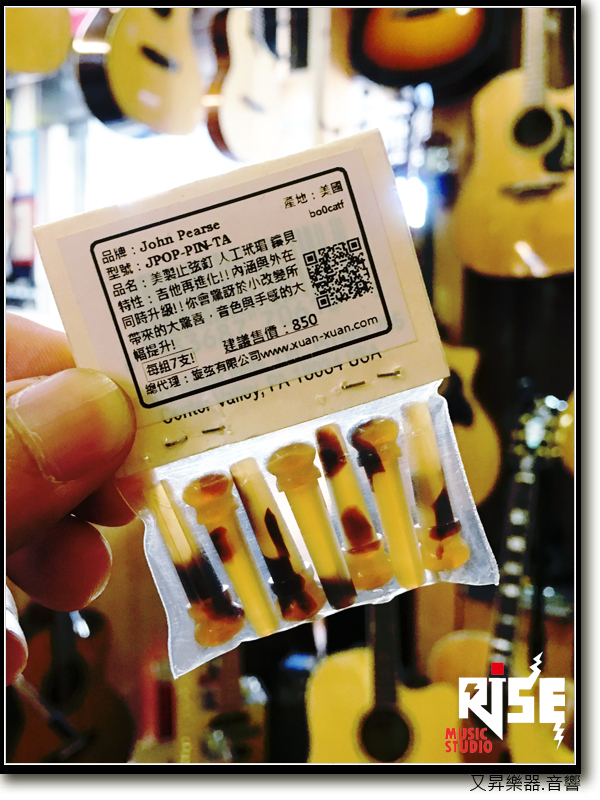 產地：美國
bo0catf
品牌：John Pearse
型號：JPOP-PIN-TA
品名：美製止弦釘 人工玳瑁 鑲貝
特性：吉他再進化!! 內涵與外在
同時升級!! 你會驚訝於小改變所
帶來的大驚喜，音色與手感的大
幅提升!
建議售價：850
每組7支!
總代理：旋弦有限公司www.xuan-xuan.com
Center Valley, PA 18034 USA
RiSE
MUSIC
STUDIO
又昇樂器.音響